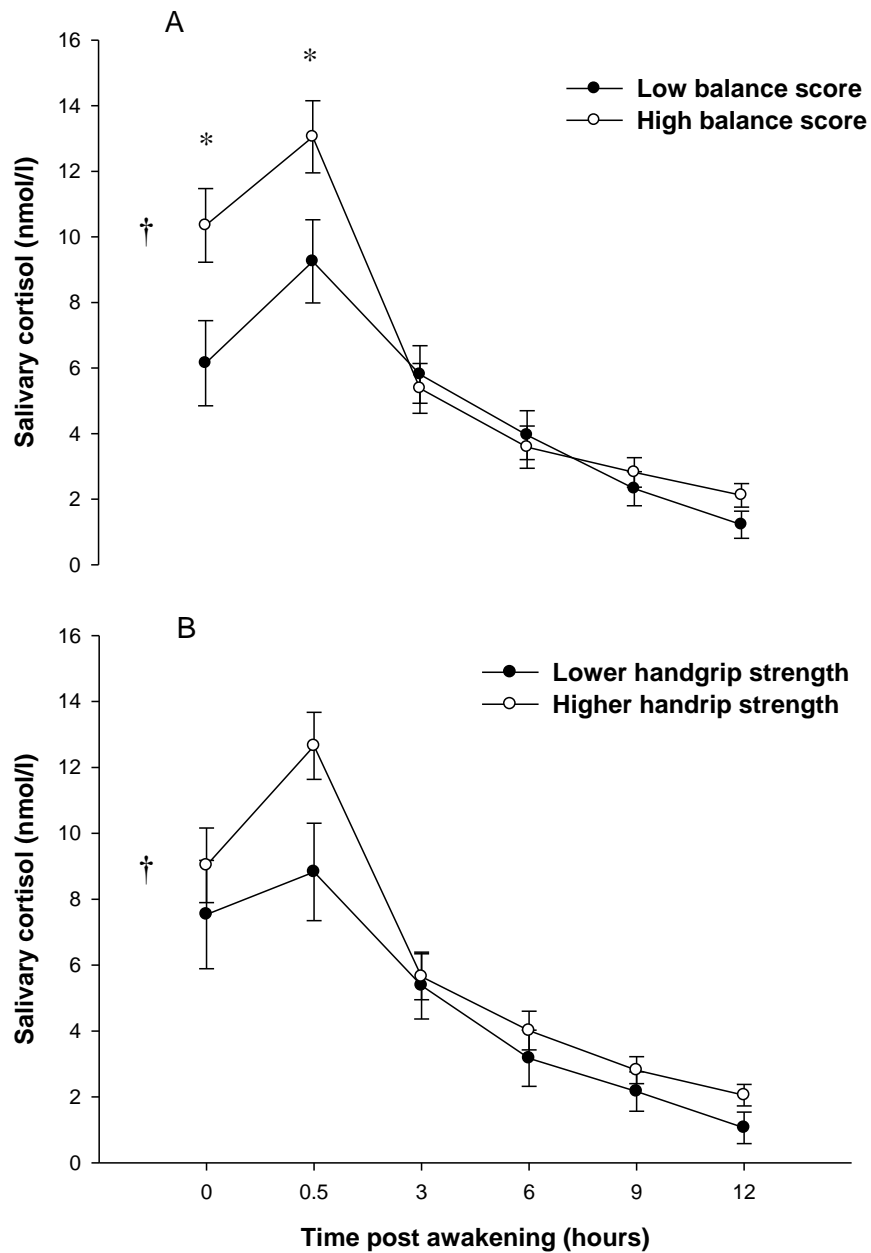 A
16
14
12
10
8
6
4
2
0
Salivary cortisol (nmol/l)
*
*
†
Low balance score
High balance score
B
16
14
12
10
8
6
4
2
0
Salivary cortisol (nmol/l)
†
Lower handgrip strength
Higher handrip strength
0 0.5 3 6 9 12
Time post awakening (hours)